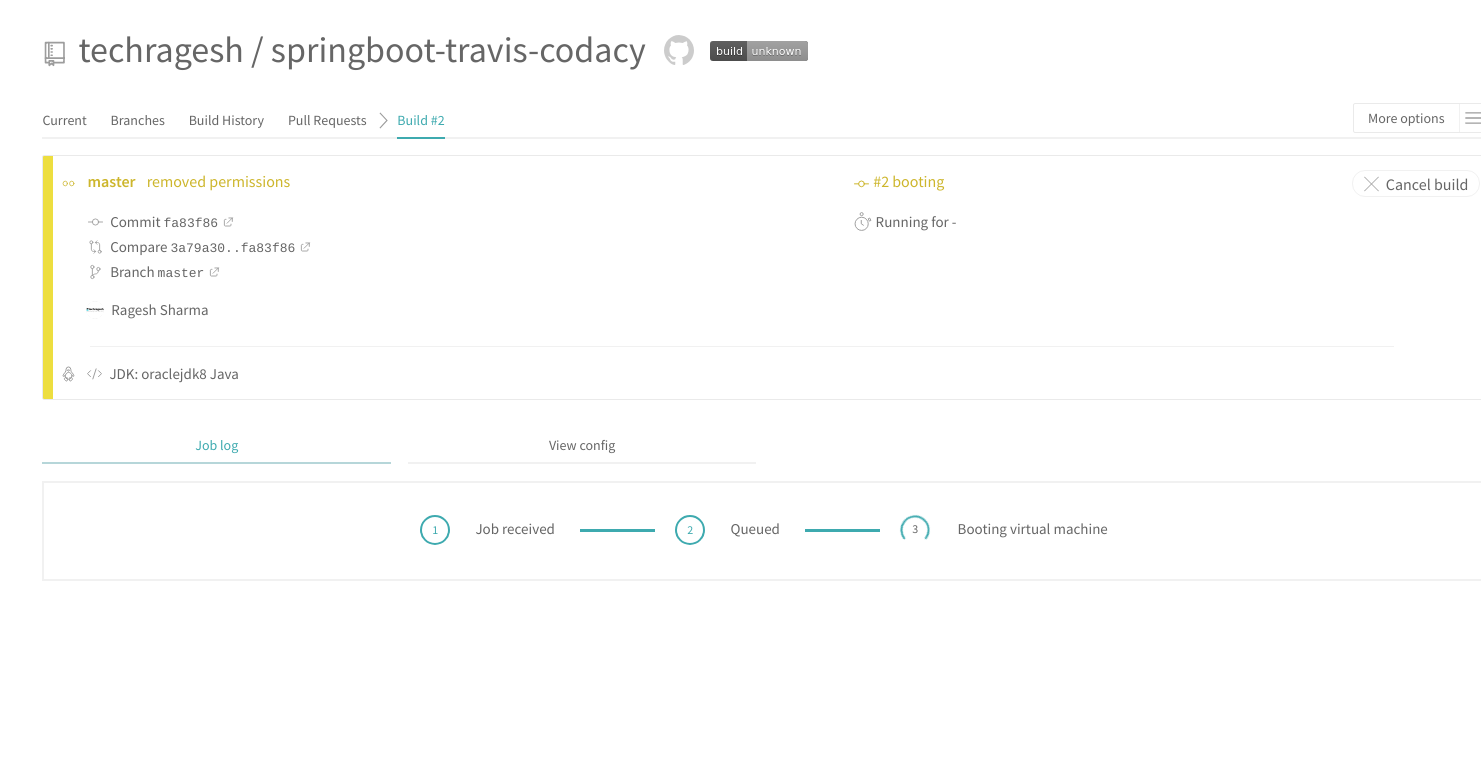 techragesh / springboot-travis-codacy build unknown
Current Branches Build History Pull Requests Build #2 More options
master removed permissions #2 booting Cancel build
Commit fa83f86 Running for -
Compare 3a79a30..fa83f86
Branch master
Ragesh Sharma
JDK: oraclejdk8 Java
Job log View config
1 Job received 2 Queued 3 Booting virtual machine